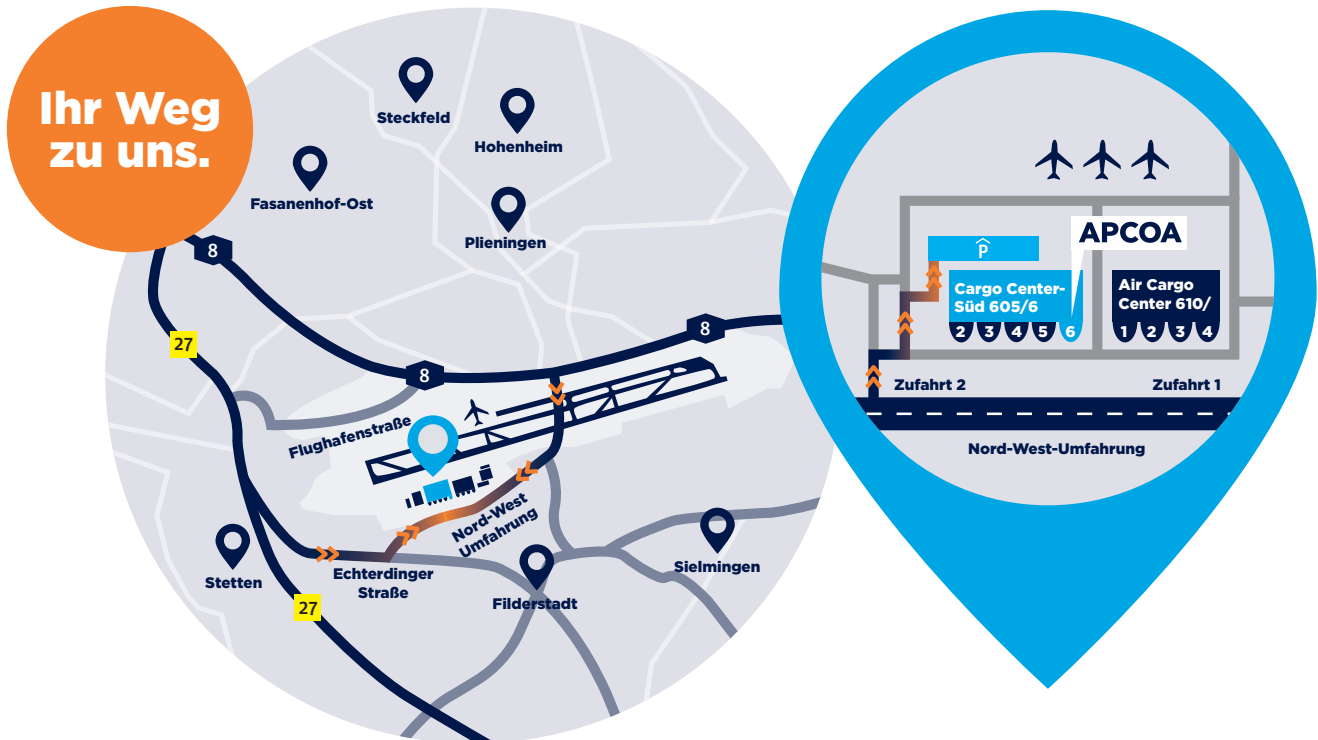 Ihr Weg
zu uns.
Steckfeld
Hohenheim
Fasanenhof-Ost
Plieningen
8
8
8
27
Flughafenstraße
Nord-West
Umfahrung
Stetten
Echterdinger
Straße
27
Filderstadt
Sielmingen
APCOA
P
Cargo Center-
Süd 605/6
2 3 4 5 6
Air Cargo
Center 610/
1 2 3 4
Zufahrt 2
Zufahrt 1
Nord-West-Umfahrung